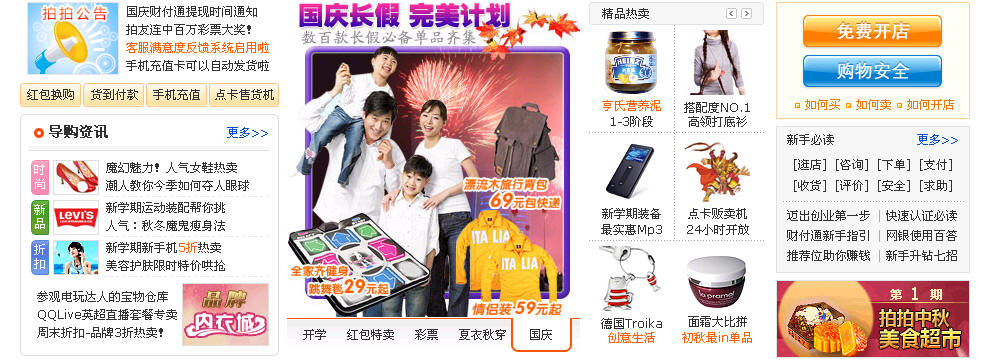 拍拍公告
国庆财付通提现时间通知
拍友连中百万彩票大奖!
客服满意度反馈系统启用啦
手机充值卡可以自动发货啦
红包换购
货到付款
手机充值
点卡售货机
导购资讯
更多>>
时尚
魔幻魅力！人气女鞋热卖
潮人教你今季如何夺人眼球
新品
LEVI'S
新学期运动装配帮你挑
人气：秋冬魔鬼瘦身法
折扣
新学期新手机5折热卖
美容护肤限时特价哄抢
参观电玩达人的宝物仓库
QQLive英超直播套餐专卖
周末折扣-品牌3折热卖!
品牌
内衣城
国庆长假 完美计划
数百款长假必备单品齐集
漂流木旅行背包
69元包快递
ITA LIA
ITA LIA
全家齐健身
跳舞毯29元起
情侣装59元起
开学
红包特卖
彩票
夏衣秋穿
国庆
精品热卖
HEINZ
亨氏营养泥
1-3阶段
搭配度NO.1
高领打底衫
新学期装备
最实惠Mp3
点卡贩卖机
24小时开放
德国Troika
创意生活
la pramol
面霜大比拼
初秋最in单品
免费开店
购物安全
如何买
如何卖
如何开店
新手必读
更多>>
[逛店] [咨询] [下单] [支付]
[收货] [评价] [安全] [求助]
迈出创业第一步 | 快速认证必读
财付通新手指引 | 网银使用百答
推荐位助你赚钱 | 新手升钻七招
第 1 期
拍拍中秋
美食超市